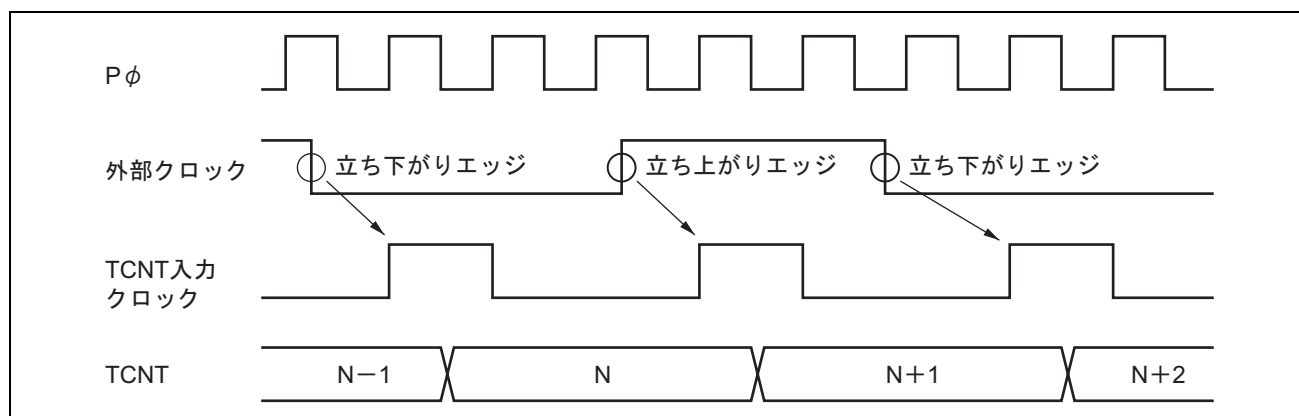 Pφ
外部クロック
立ち下がりエッジ
立ち上がりエッジ
立ち下がりエッジ
TCNT入力
クロック
TCNT
N－1
N
N＋1
N＋2